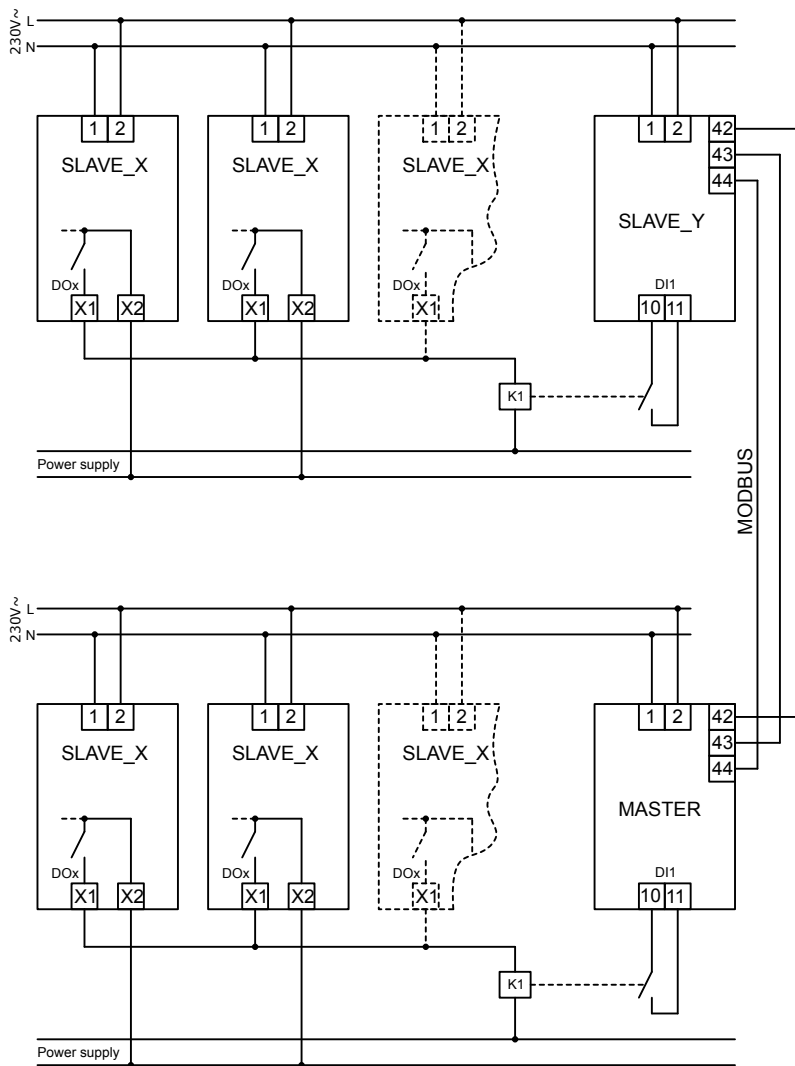 230V~ L
N
1 2 1 2 1 2 1 2 42
43
44
SLAVE_X SLAVE_X SLAVE_X
SLAVE_Y
DOx DOx DOx DI1
X1 X2 X1 X2 X1 10 11
K1
Power supply
MODBUS
230V~ L
N
1 2 1 2 1 2 1 2 42
43
44
SLAVE_X SLAVE_X SLAVE_X
MASTER
DOx DOx DOx DI1
X1 X2 X1 X2 X1 10 11
K1
Power supply